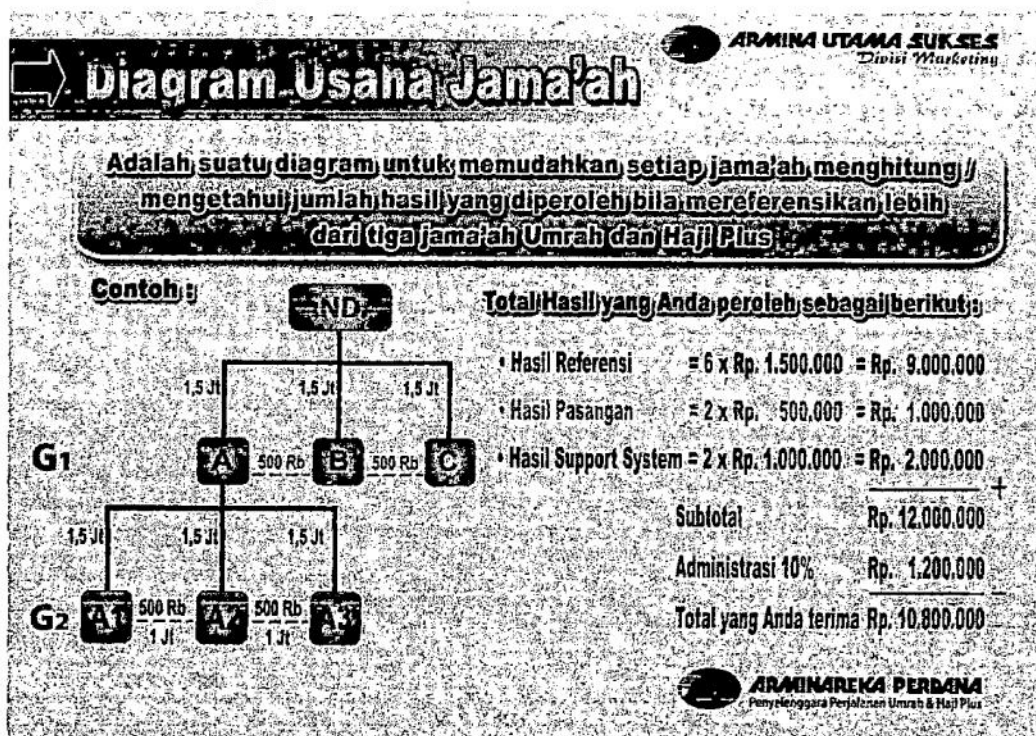 ARMINA UTAMA SUKSES
Divisi Marketing
Diagram Usaha Jama'ah
Adalah suatu diagram untuk memudahkan setiap jama'ah menghitung /
mengetahui jumlah hasil yang diperoleh bila mereferensikan lebih
dari tiga jama'ah Umrah dan Haji Plus
Contoh :
ND
1,5 Jt 1,5 Jt 1,5 Jt
G1 A 500 Rb B 500 Rb C
1,5 Jt 1,5 Jt 1,5 Jt
G2 A1 500 Rb A2 500 Rb A3
1 Jt 1 Jt
Total Hasil yang Anda peroleh sebagai berikut :
• Hasil Referensi = 6 x Rp. 1.500.000 = Rp. 9.000.000
• Hasil Pasangan = 2 x Rp. 500.000 = Rp. 1.000.000
• Hasil Support System = 2 x Rp. 1.000.000 = Rp. 2.000.000
+
Subtotal Rp. 12.000.000
Administrasi 10% Rp. 1.200.000
-
Total yang Anda terima Rp. 10.800.000
ARMINAREKA PERDANA
Penyelenggara Perjalanan Umrah & Haji Plus